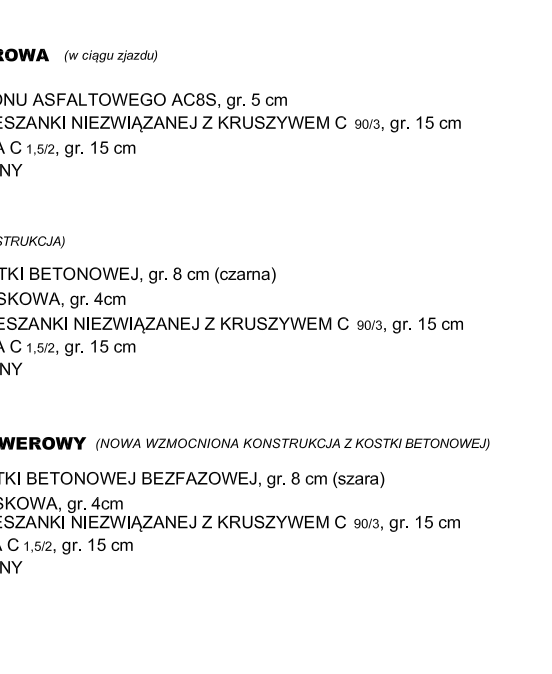 ROWA (w ciągu zjazdu)
ONU ASFALTOWEGO AC8S, gr. 5 cm
ESZANKI NIEZWIĄZANEJ Z KRUSZYWEM C 90/3, gr. 15 cm
A C 1,5/2, gr. 15 cm
NY
STRUKCJA)
TKI BETONOWEJ, gr. 8 cm (czarna)
SKOWA, gr. 4cm
ESZANKI NIEZWIĄZANEJ Z KRUSZYWEM C 90/3, gr. 15 cm
A C 1,5/2, gr. 15 cm
NY
WEROWY (NOWA WZMOCNIONA KONSTRUKCJA Z KOSTKI BETONOWEJ)
TKI BETONOWEJ BEZFAZOWEJ, gr. 8 cm (szara)
SKOWA, gr. 4cm
ESZANKI NIEZWIĄZANEJ Z KRUSZYWEM C 90/3, gr. 15 cm
A C 1,5/2, gr. 15 cm
NY